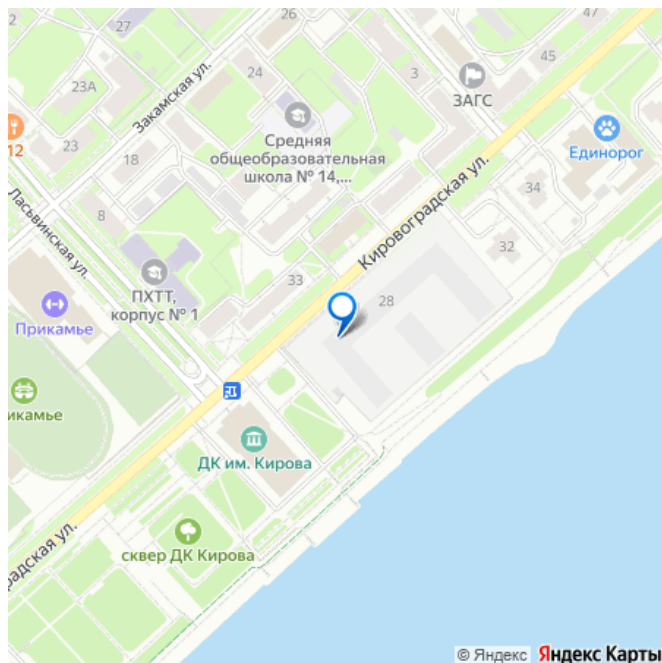 26
47
27
45
24
3
23А
ЗАГС
Закамская ул.
12
23
18
Средняя
общеобразовательная
школа № 14,...
Единорог
34
Кировоградская ул.
8
Ласьвинская ул.
32
ПХТТ,
корпус № 1
33
28
Прикамье
икамье
ДК им. Кирова
сквер ДК Кирова
радская ул.
© Яндекс Яндекс Карты